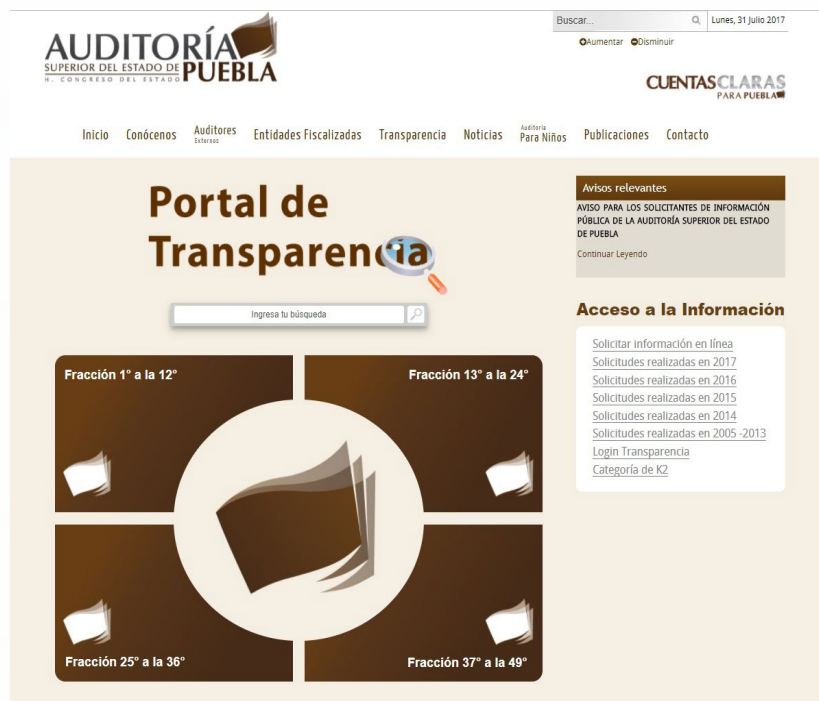 Buscar...
Lunes, 31 Julio 2017
Aumentar Disminuir
AUDITORÍA
SUPERIOR DEL ESTADO DE PUEBLA
H. CONGRESO DEL ESTADO
CUENTASCLARAS
PARA PUEBLA
Inicio Conócenos Auditores Externos Entidades Fiscalizadas Transparencia Noticias Auditoría Para Niños Publicaciones Contacto
Portal de
Transparencia
Ingresa tu búsqueda
Fracción 1° a la 12°
Fracción 13° a la 24°
Fracción 25° a la 36°
Fracción 37° a la 49°
Avisos relevantes
AVISO PARA LOS SOLICITANTES DE INFORMACIÓN
PÚBLICA DE LA AUDITORÍA SUPERIOR DEL ESTADO
DE PUEBLA
Continuar Leyendo
Acceso a la Información
Solicitar información en línea
Solicitudes realizadas en 2017
Solicitudes realizadas en 2016
Solicitudes realizadas en 2015
Solicitudes realizadas en 2014
Solicitudes realizadas en 2005 -2013
Login Transparencia
Categoría de K2